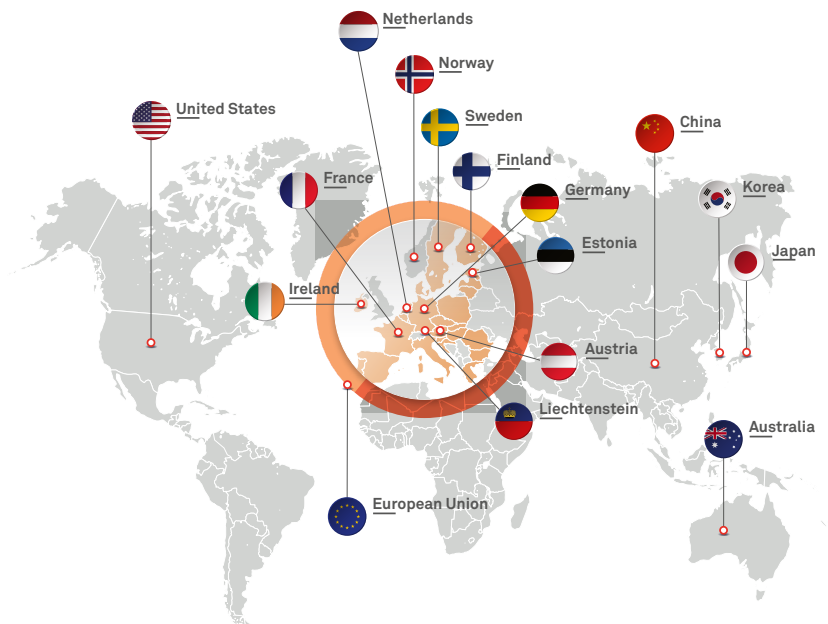 Netherlands
Norway
United States
Sweden
China
Finland
France
Germany
Korea
Estonia
Japan
Ireland
Austria
Liechtenstein
Australia
European Union